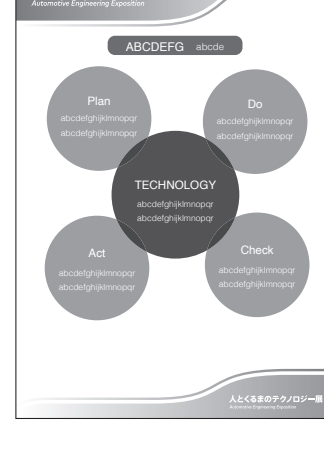 Automotive Engineering Exposition
ABCDEFG abcde
Plan
abcdefghijklmnopqr
abcdefghijklmnopqr
Do
abcdefghijklmnopqr
abcdefghijklmnopqr
TECHNOLOGY
abcdefghijklmnopqr
abcdefghijklmnopqr
Act
abcdefghijklmnopqr
abcdefghijklmnopqr
Check
abcdefghijklmnopqr
abcdefghijklmnopqr
人とくるまのテクノロジー展
Automotive Engineering Exposition